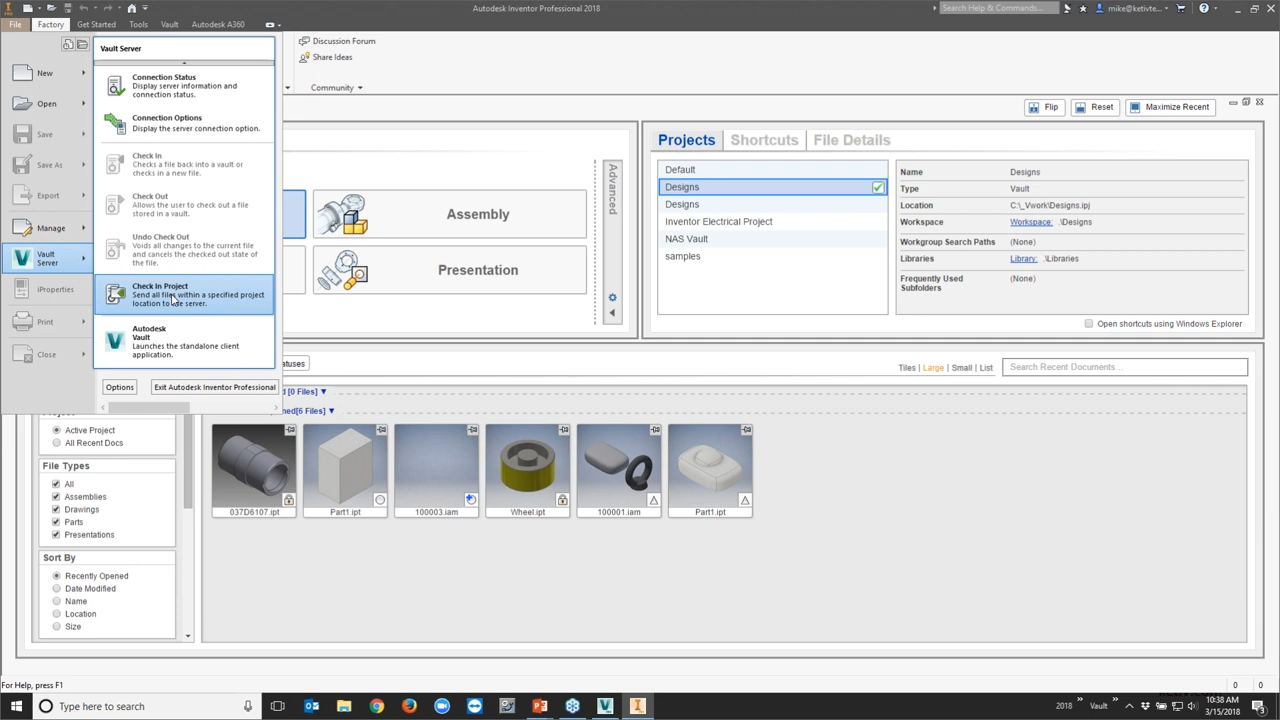 Autodesk Inventor Professional 2018
Search Help & Commands...
mike@ketivte...
File
Factory
Get Started
Tools
Vault
Autodesk A360
Vault Server
New
Open
Save
Save As
Export
Manage
Vault
Server
iProperties
Print
Close
Connection Status
Display server information and
connection status.
Connection Options
Display the server connection option.
Check In
Checks a file back into a vault or
checks in a new file.
Check Out
Allows the user to check out a file
stored in a vault.
Undo Check Out
Voids all changes to the current file
and cancels the checked out state of
the file.
Check In Project
Send all files within a specified project
location to the server.
Autodesk
Vault
Launches the standalone client
application.
Options
Exit Autodesk Inventor Professional
Discussion Forum
Share Ideas
Community
Flip
Reset
Maximize Recent
Assembly
Presentation
Advanced
Projects
Shortcuts
File Details
Default
Designs
Designs
Inventor Electrical Project
NAS Vault
samples
Name Designs
Type Vault
Location C:\_Vwork\Designs.ipj
Workspace Workspace: .\Designs
Workgroup Search Paths (None)
Libraries Library: .\Libraries
Frequently Used
Subfolders
(None)
Open shortcuts using Windows Explorer
Tiles Large Small List
Search Recent Documents...
[0 Files]
[6 Files]
Active Project
All Recent Docs
File Types
All
Assemblies
Drawings
Parts
Presentations
Sort By
Recently Opened
Date Modified
Name
Location
Size
037D6107.ipt
Part1.ipt
100003.iam
Wheel.ipt
100001.iam
Part1.ipt
For Help, press F1
0 0
Type here to search
2018
Vault
10:38 AM
3/15/2018